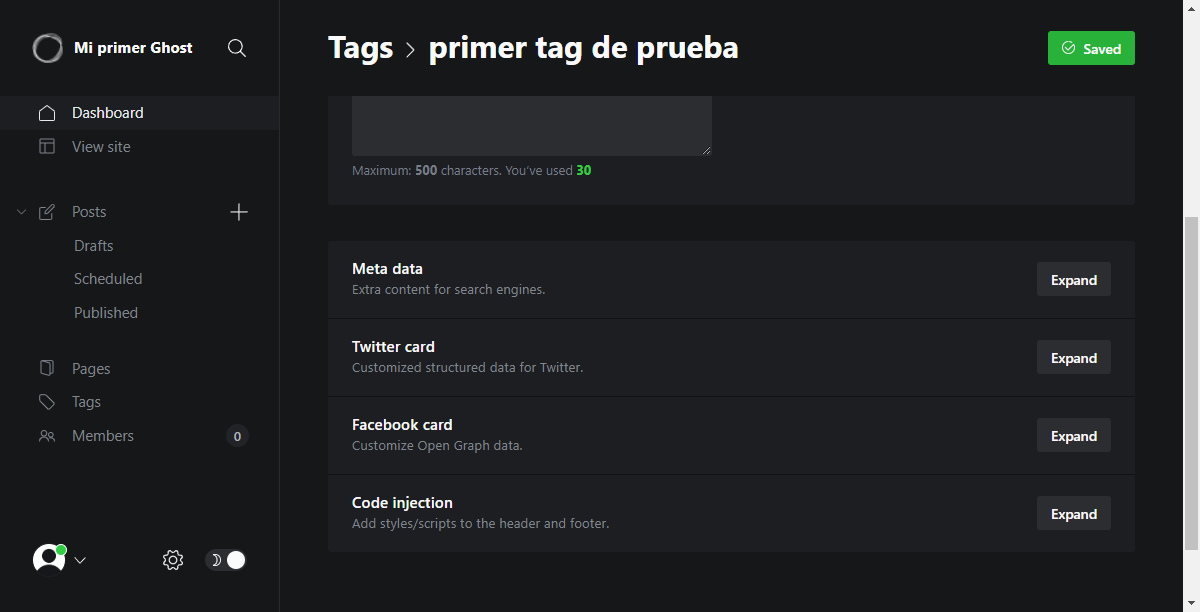 Mi primer Ghost
Dashboard
View site
Posts
Drafts
Scheduled
Published
Pages
Tags
Members
0
Tags > primer tag de prueba
Saved
Maximum: 500 characters. You've used 30
Meta data
Extra content for search engines.
Expand
Twitter card
Customized structured data for Twitter.
Expand
Facebook card
Customize Open Graph data.
Expand
Code injection
Add styles/scripts to the header and footer.
Expand